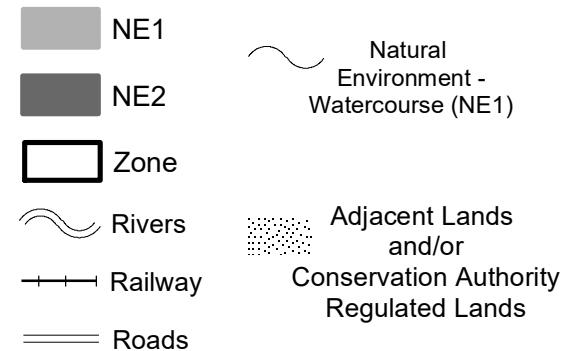 NE1
NE2
Zone
Rivers
Railway
Roads
Natural
Environment -
Watercourse (NE1)
Adjacent Lands
and/or
Conservation Authority
Regulated Lands